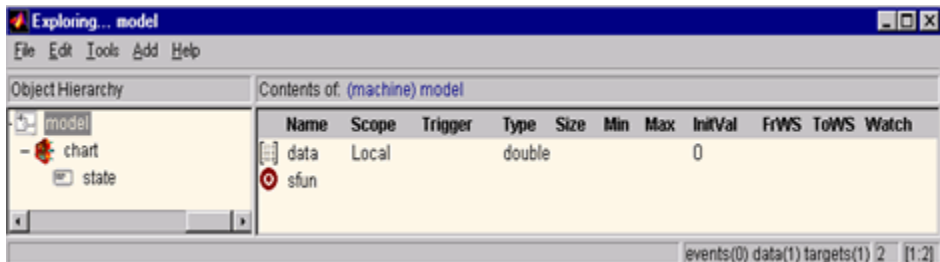 Exploring... model
File Edit Tools Add Help
Object Hierarchy
Contents of: (machine) model
model
chart
state
Name Scope Trigger Type Size Min Max InitVal FrWS ToWS Watch
data Local double 0
sfun
events(0) data(1) targets(1) 2 [1:2]